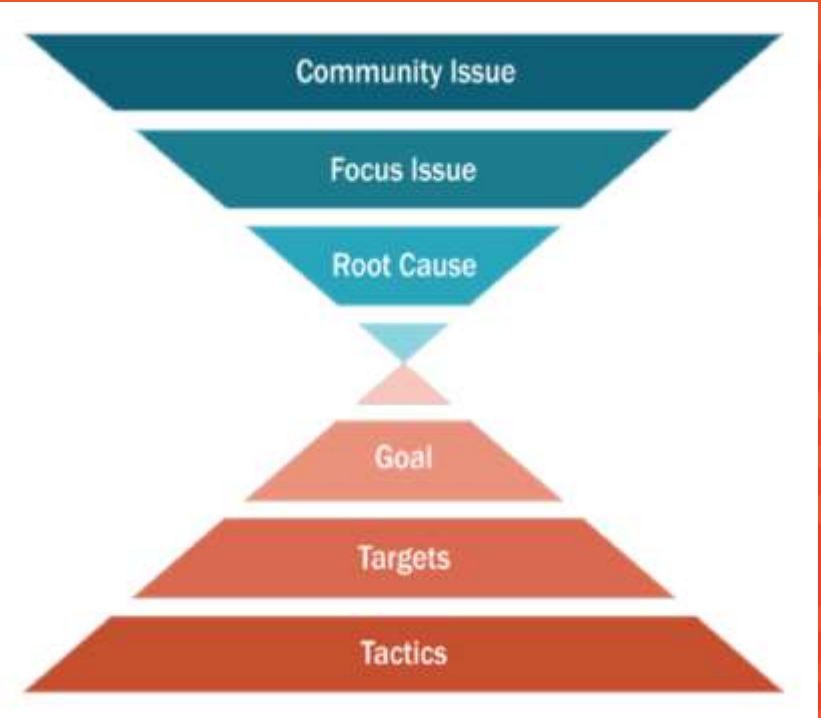 Community Issue
Focus Issue
Root Cause
Goal
Targets
Tactics